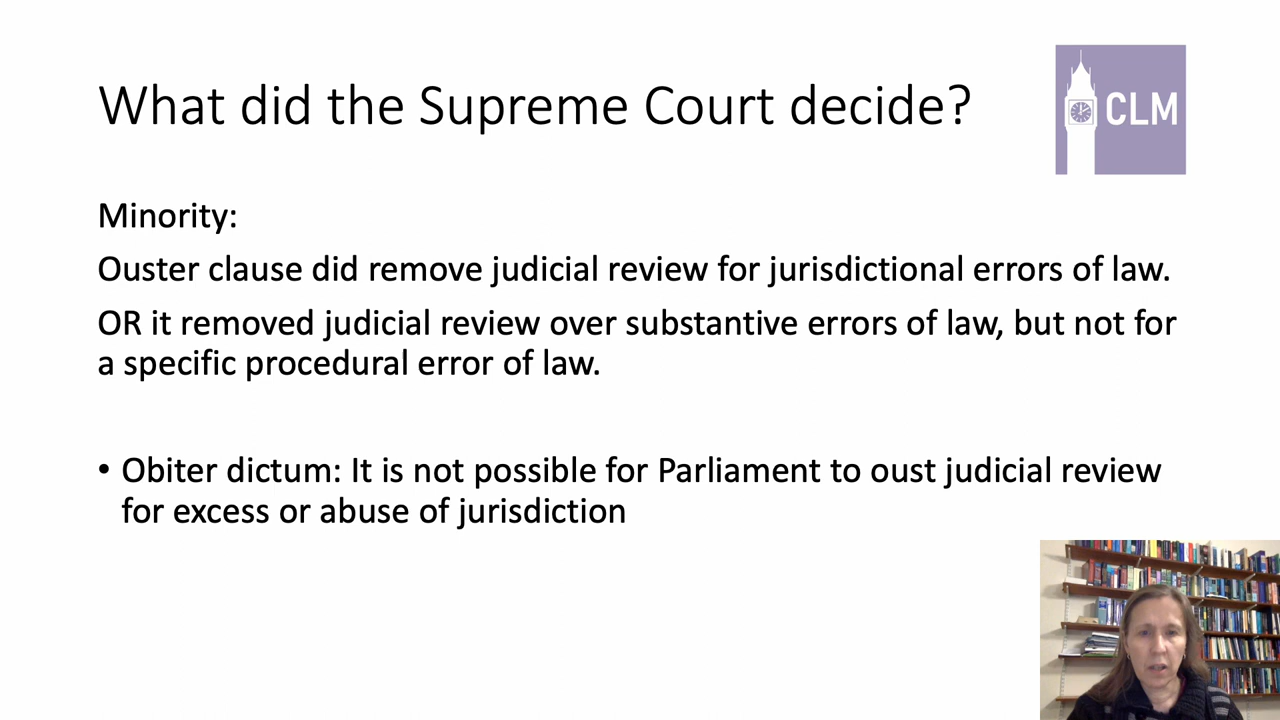 What did the Supreme Court decide?
CLM
Minority:
Ouster clause did remove judicial review for jurisdictional errors of law.
OR it removed judicial review over substantive errors of law, but not for
a specific procedural error of law.
• Obiter dictum: It is not possible for Parliament to oust judicial review
for excess or abuse of jurisdiction